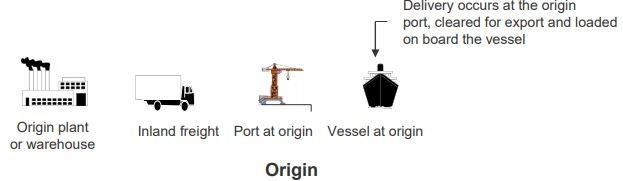 Delivery occurs at the origin
port, cleared for export and loaded
on board the vessel
Origin plant
or warehouse
Inland freight
Port at origin
Vessel at origin
Origin